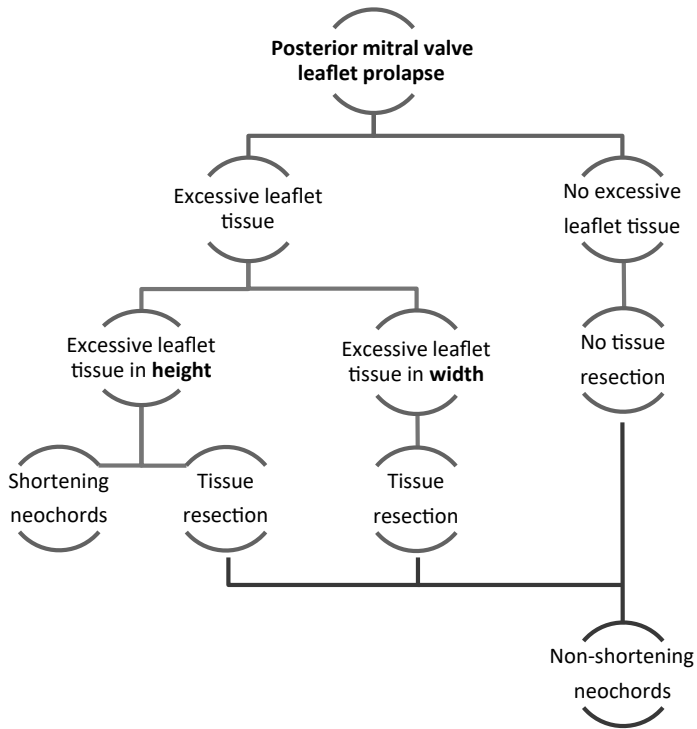 Posterior mitral valve
leaflet prolapse
Excessive leaflet
tissue
No excessive
leaflet tissue
Excessive leaflet
tissue in height
Excessive leaflet
tissue in width
No tissue
resection
Shortening
neochords
Tissue
resection
Tissue
resection
Non-shortening
neochords